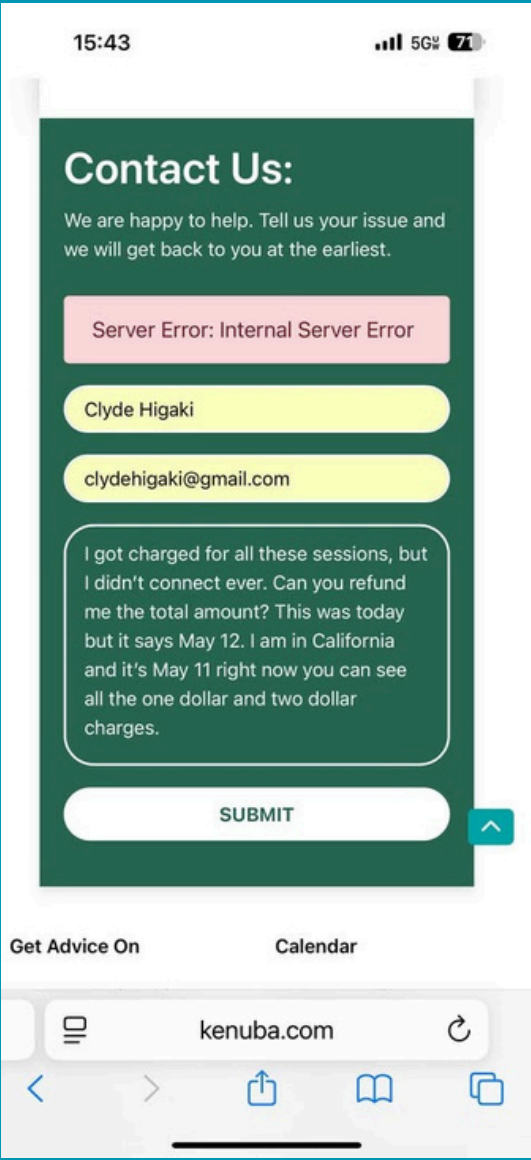 15:43
5GW 71
Contact Us:
We are happy to help. Tell us your issue and
we will get back to you at the earliest.
Server Error: Internal Server Error
Clyde Higaki
clydehigaki@gmail.com
I got charged for all these sessions, but
I didn't connect ever. Can you refund
me the total amount? This was today
but it says May 12. I am in California
and it's May 11 right now you can see
all the one dollar and two dollar
charges.
SUBMIT
Get Advice On
Calendar
kenuba.com